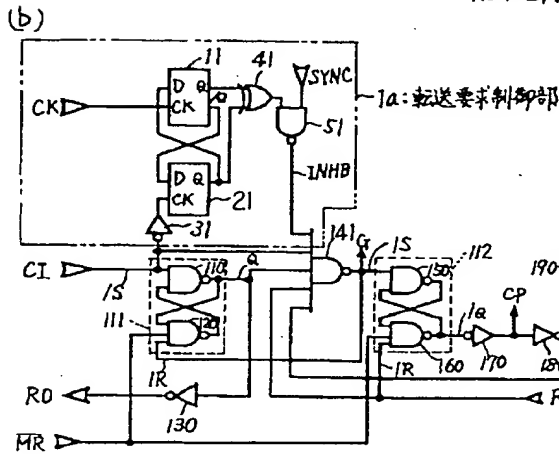 (b)
11
41
SYNC
D Q
Q
CK
CK
51
1a:転送要求制御部
INHB
D Q
CK 21
31
141 G 1S 112
CI
1S
110
Q
150
190
111
120
1Q
CP
1R
1R
160
170
RO
130
MR